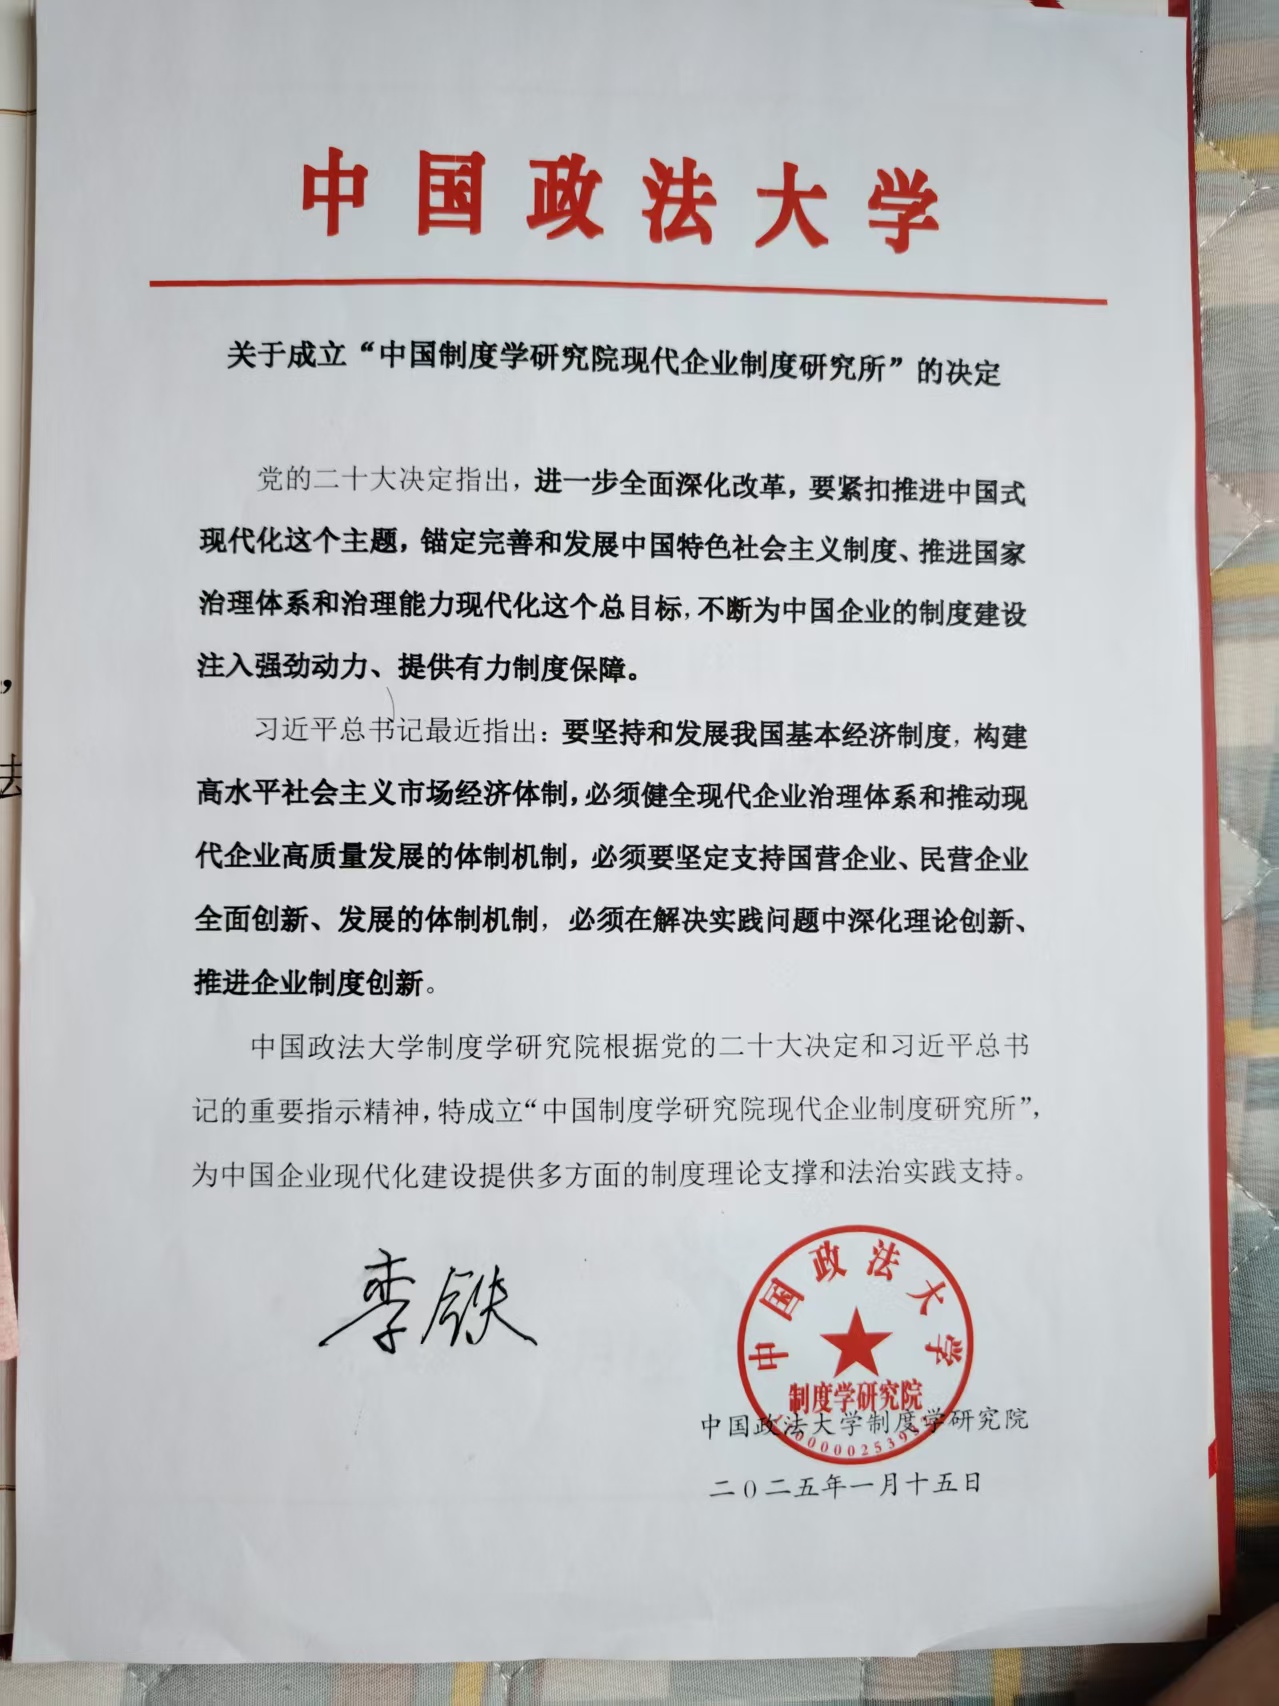 中国政法大学
关于成立“中国制度学研究院现代企业制度研究所”的决定
党的二十大决定指出，进一步全面深化改革，要紧扣推进中国式
现代化这个主题，锚定完善和发展中国特色社会主义制度、推进国家
治理体系和治理能力现代化这个总目标，不断为中国企业的制度建设
注入强劲动力、提供有力制度保障。
习近平总书记最近指出：要坚持和发展我国基本经济制度，构建
高水平社会主义市场经济体制，必须健全现代企业治理体系和推动现
代企业高质量发展的体制机制，必须要坚定支持国营企业、民营企业
全面创新、发展的体制机制，必须在解决实践问题中深化理论创新、
推进企业制度创新。
中国政法大学制度学研究院根据党的二十大决定和习近平总书
记的重要指示精神，特成立“中国制度学研究院现代企业制度研究所”，
为中国企业现代化建设提供多方面的制度理论支撑和法治实践支持。
李铁
中国政法大学
制度学研究院
中国政法大学制度学研究院
二〇二五年一月十五日
，
法